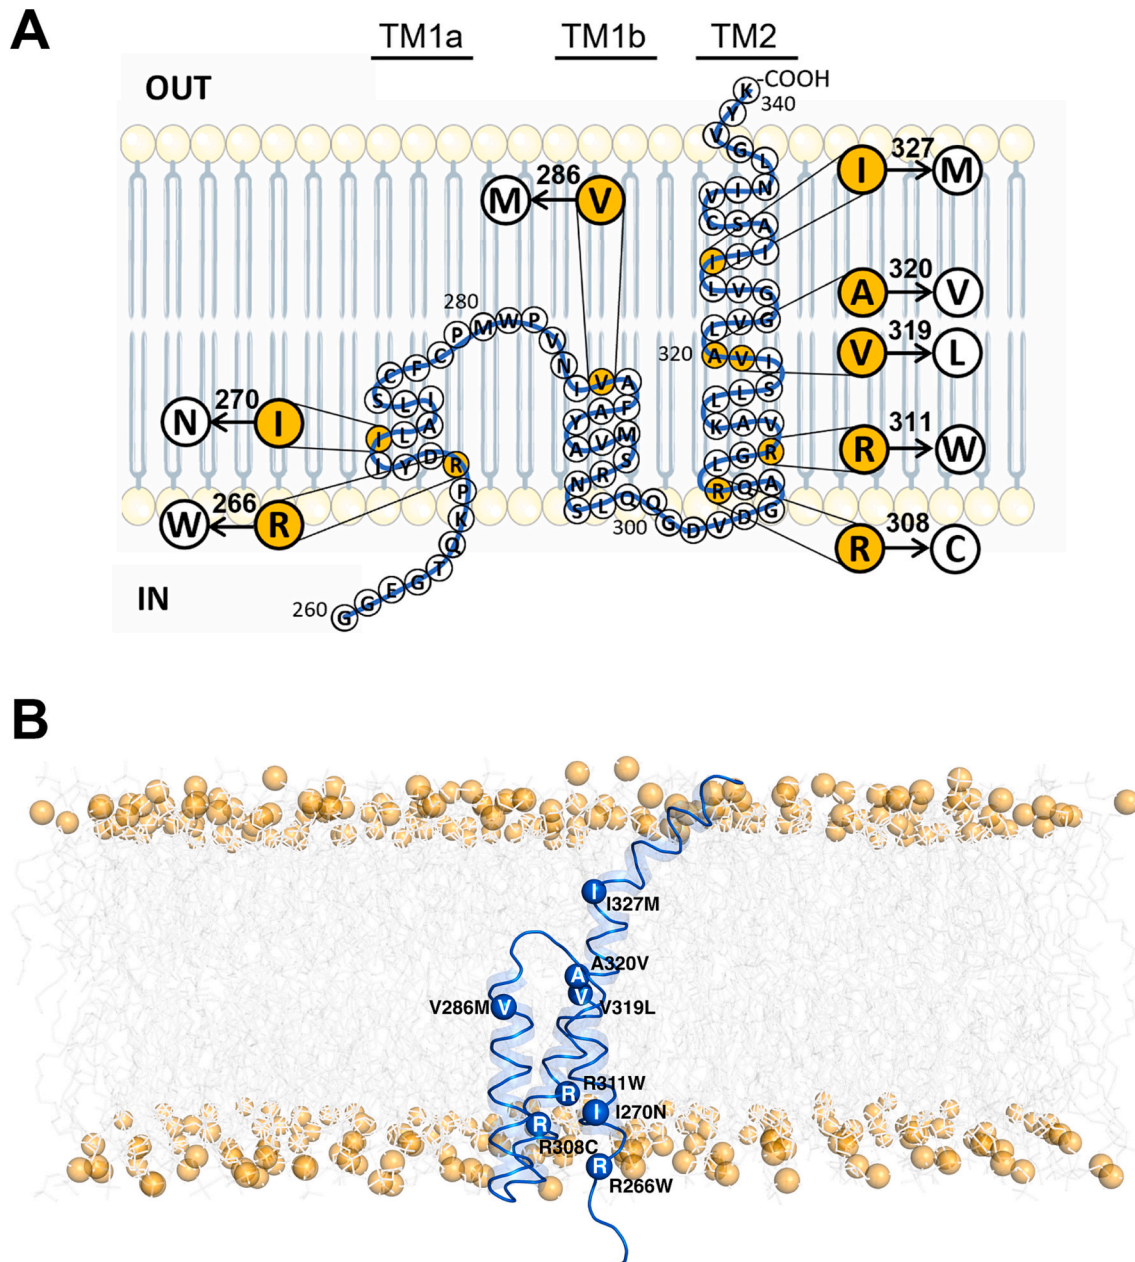 A
TM1a TM1b TM2
OUT
K -COOH
340
Y
V G L
V I N
C S A
I I I
L V G
L V G
320 A V I
L L S
K A V
L G R
R Q A
G
D
V
D
G
Q
Q
300
L
S
N R S
A V M
Y A F
I V A
N
V
P
W
M
P
280
C
F
C
S L I
I L A
L Y D R
P
K
Q
T
G
E
G
260 G
M 286 V
I 327 M
A 320 V
V 319 L
R 311 W
R 308 C
N 270 I
W 266 R
IN
B
I I327M
A A320V
V286M V
V V319L
R R311W
I I270N
R R308C
R R266W